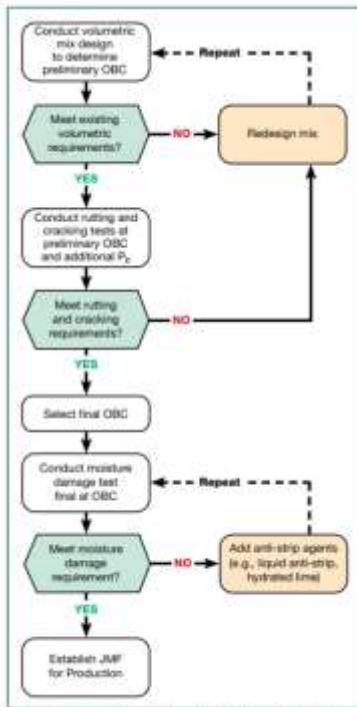 Conduct volumetric
mix design
to determine
preliminary OBC
Repeat
Meet existing
volumetric
requirements?
NO
Redesign mix
YES
Conduct rutting and
cracking tests at
preliminary OBC
and additional Pb
Meet rutting
and cracking
requirements?
NO
YES
Select final OBC
Conduct moisture
damage test
final at OBC
Repeat
Meet moisture
damage
requirement?
NO
Add anti-strip agents
(e.g., liquid anti-strip,
hydrated lime)
YES
Establish JMF
for Production